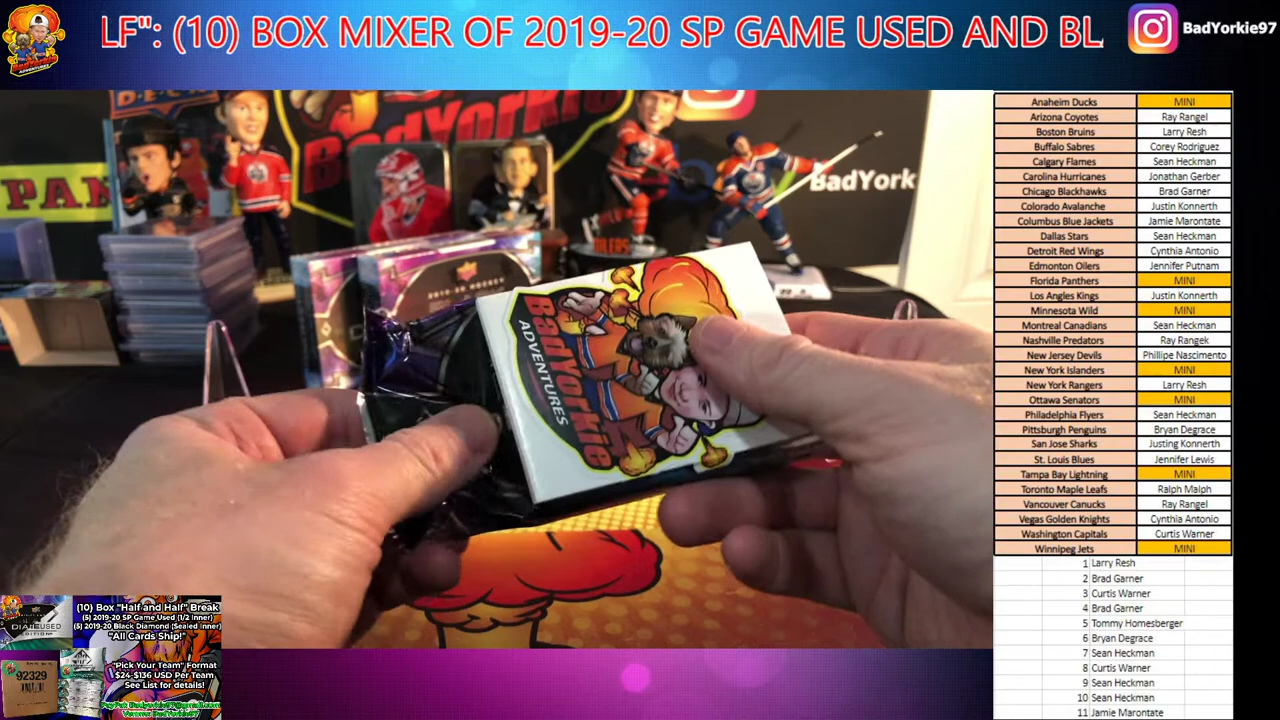 LF": (10) BOX MIXER OF 2019-20 SP GAME USED AND BL
BadYorkie97
PAN
BadYork
OILERS
2019-20 HOCKEY
BadYorkie
ADVENTURES
Anaheim Ducks MINI
Arizona Coyotes Ray Rangel
Boston Bruins Larry Resh
Buffalo Sabres Corey Rodriguez
Calgary Flames Sean Heckman
Carolina Hurricanes Jonathan Gerber
Chicago Blackhawks Brad Garner
Colorado Avalanche Justin Konnerth
Columbus Blue Jackets Jamie Marontate
Dallas Stars Sean Heckman
Detroit Red Wings Cynthia Antonio
Edmonton Oilers Jennifer Putnam
Florida Panthers MINI
Los Angeles Kings Justin Konnerth
Minnesota Wild MINI
Montreal Canadians Sean Heckman
Nashville Predators Ray Rangek
New Jersey Devils Phillipe Nascimento
New York Islanders MINI
New York Rangers Larry Resh
Ottawa Senators MINI
Philadelphia Flyers Sean Heckman
Pittsburgh Penguins Bryan Degrace
San Jose Sharks Justing Konnerth
St. Louis Blues Jennifer Lewis
Tampa Bay Lightning MINI
Toronto Maple Leafs Ralph Malph
Vancouver Canucks Ray Rangel
Vegas Golden Knights Cynthia Antonio
Washington Capitals Curtis Warner
Winnipeg Jets MINI
1 Larry Resh
2 Brad Garner
3 Curtis Warner
4 Brad Garner
5 Tommy Homesberger
6 Bryan Degrace
7 Sean Heckman
8 Curtis Warner
9 Sean Heckman
10 Sean Heckman
11 Jamie Marontate
(10) Box "Half and Half" Break
(5) 2019-20 SP Game Used (1/2 Inner)
(5) 2019-20 Black Diamond (Sealed Inner)
"All Cards Ship!"
"Pick Your Team" Format
$24-$136 USD Per Team
See List for details!
92329